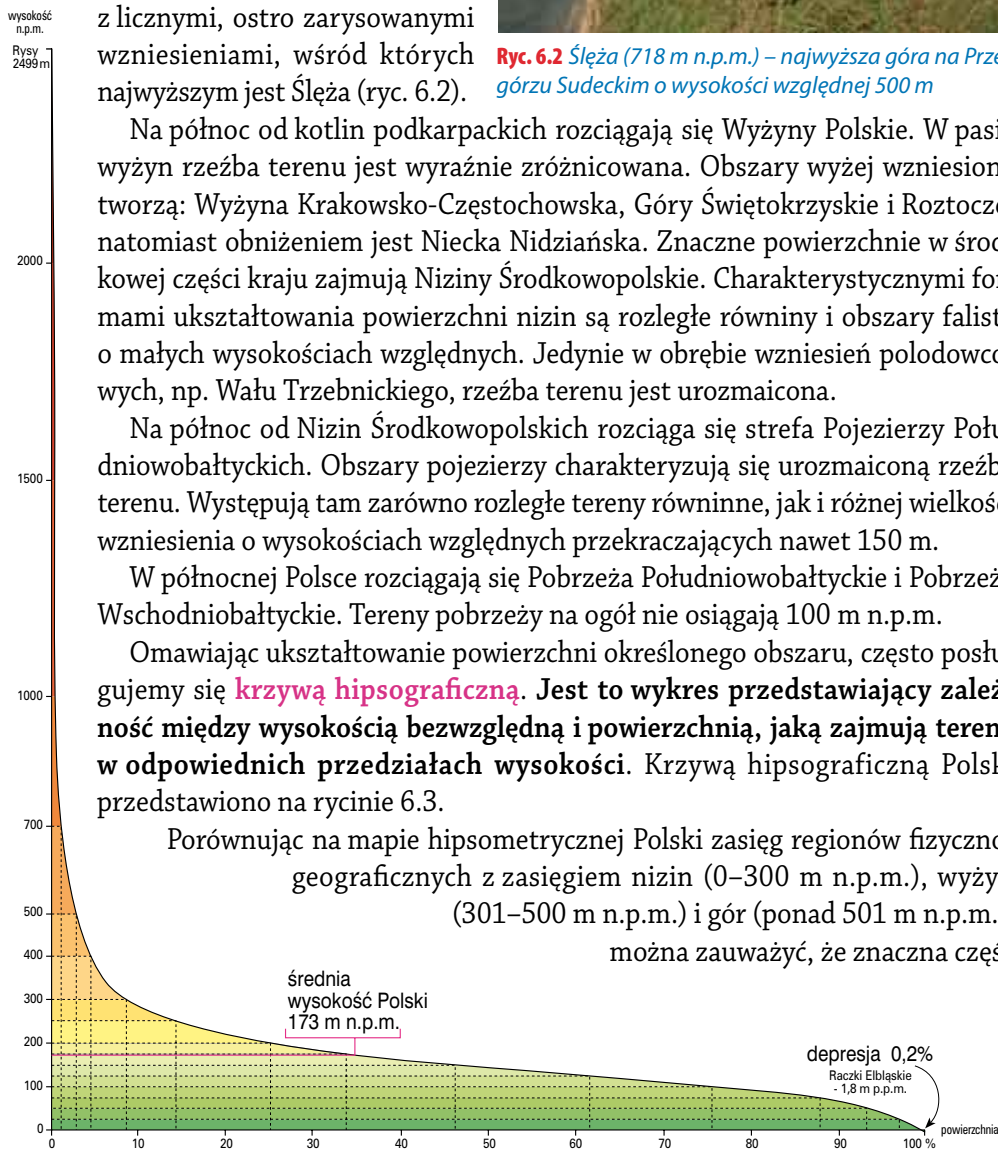 wysokość
n.p.m.
Rysy
2499 m
z licznymi, ostro zarysowanymi
wzniesieniami, wśród których
najwyższym jest Ślęża (ryc. 6.2).
Ryc. 6.2 Ślęża (718 m n.p.m.) – najwyższa góra na Prze
górzu Sudeckim o wysokości względnej 500 m
Na północ od kotlin podkarpackich rozciągają się Wyżyny Polskie. W pasi
wyżyn rzeźba terenu jest wyraźnie zróżnicowana. Obszary wyżej wzniesion
tworzą: Wyżyna Krakowsko-Częstochowska, Góry Świętokrzyskie i Roztocze
natomiast obniżeniem jest Niecka Nidziańska. Znaczne powierzchnie w środ
kowej części kraju zajmują Niziny Środkowopolskie. Charakterystycznymi for
mami ukształtowania powierzchni nizin są rozległe równiny i obszary falist
o małych wysokościach względnych. Jedynie w obrębie wzniesień polodowco
wych, np. Wału Trzebnickiego, rzeźba terenu jest urozmaicona.
Na północ od Nizin Środkowopolskich rozciąga się strefa Pojezierzy Połu
dniowobałtyckich. Obszary pojezierzy charakteryzują się urozmaiconą rzeźb
terenu. Występują tam zarówno rozległe tereny równinne, jak i różnej wielkośc
wzniesienia o wysokościach względnych przekraczających nawet 150 m.
W północnej Polsce rozciągają się Pobrzeża Południowobałtyckie i Pobrzeż
Wschodniobałtyckie. Tereny pobrzeży na ogół nie osiągają 100 m n.p.m.
Omawiając ukształtowanie powierzchni określonego obszaru, często posłu
gujemy się krzywą hipsograficzną. Jest to wykres przedstawiający zależ
ność między wysokością bezwzględną i powierzchnią, jaką zajmują teren
w odpowiednich przedziałach wysokości. Krzywą hipsograficzną Polsk
przedstawiono na rycinie 6.3.
Porównując na mapie hipsometrycznej Polski zasięg regionów fizyczno
geograficznych z zasięgiem nizin (0–300 m n.p.m.), wyży
(301–500 m n.p.m.) i gór (ponad 501 m n.p.m.
można zauważyć, że znaczna częś
2000
1500
1000
700
500
400
300
200
100
0
średnia
wysokość Polski
173 m n.p.m.
depresja 0,2%
Raczki Elbląskie
- 1,8 m p.p.m.
powierzchnia
0 10 20 30 40 50 60 70 80 90 100 %